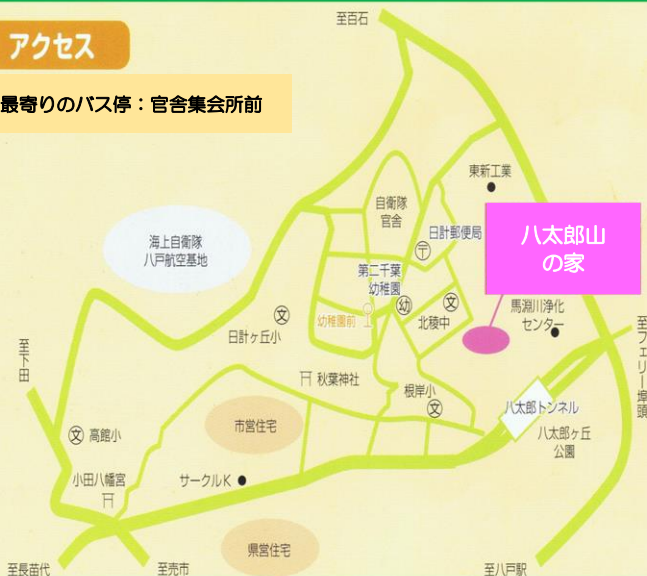 至百石
アクセス
最寄りのバス停：官舎集会所前
東新工業
自衛隊
官舎
日計郵便局
〒
八太郎山
の家
海上自衛隊
八戸航空基地
第二千葉
幼稚園
幼
文
北稜中
馬淵川浄化
センター
幼稚園前
文
日計ヶ丘小
至フェリー埠頭
至下田
秋葉神社
根岸小
文
八太郎トンネル
市営住宅
八太郎ヶ丘
公園
文
高館小
小田八幡宮
サークルK
県営住宅
至長苗代
至売市
至八戸駅